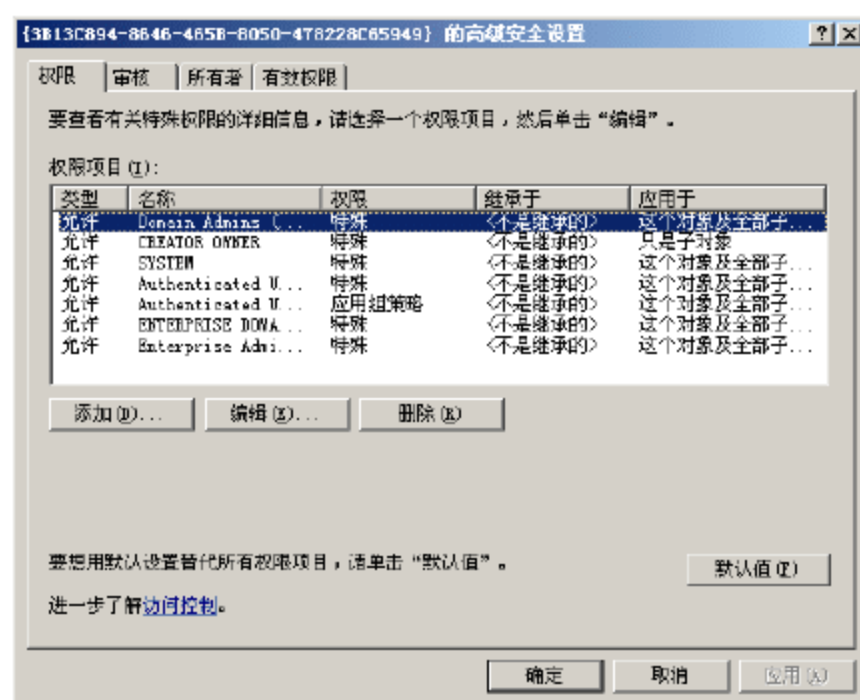 {3B13C894-8646-465B-8050-478228C65949} 的高级安全设置
权限 审核 所有者 有效权限
要查看有关特殊权限的详细信息，请选择一个权限项目，然后单击“编辑”。
权限项目(T):
类型 名称 权限 继承于 应用于
允许 Domain Admins (... 特殊 <不是继承的> 这个对象及全部子...
允许 CREATOR OWNER 特殊 <不是继承的> 只是子对象
允许 SYSTEM 特殊 <不是继承的> 这个对象及全部子...
允许 Authenticated U... 特殊 <不是继承的> 这个对象及全部子...
允许 Authenticated U... 应用组策略 <不是继承的> 这个对象及全部子...
允许 ENTERPRISE DOMA... 特殊 <不是继承的> 这个对象及全部子...
允许 Enterprise Admi... 特殊 <不是继承的> 这个对象及全部子...
添加(D)... 编辑(E)... 删除(R)
要想用默认设置替代所有权限项目，请单击“默认值”。
默认值(F)
进一步了解访问控制。
确定 取消 应用(A)